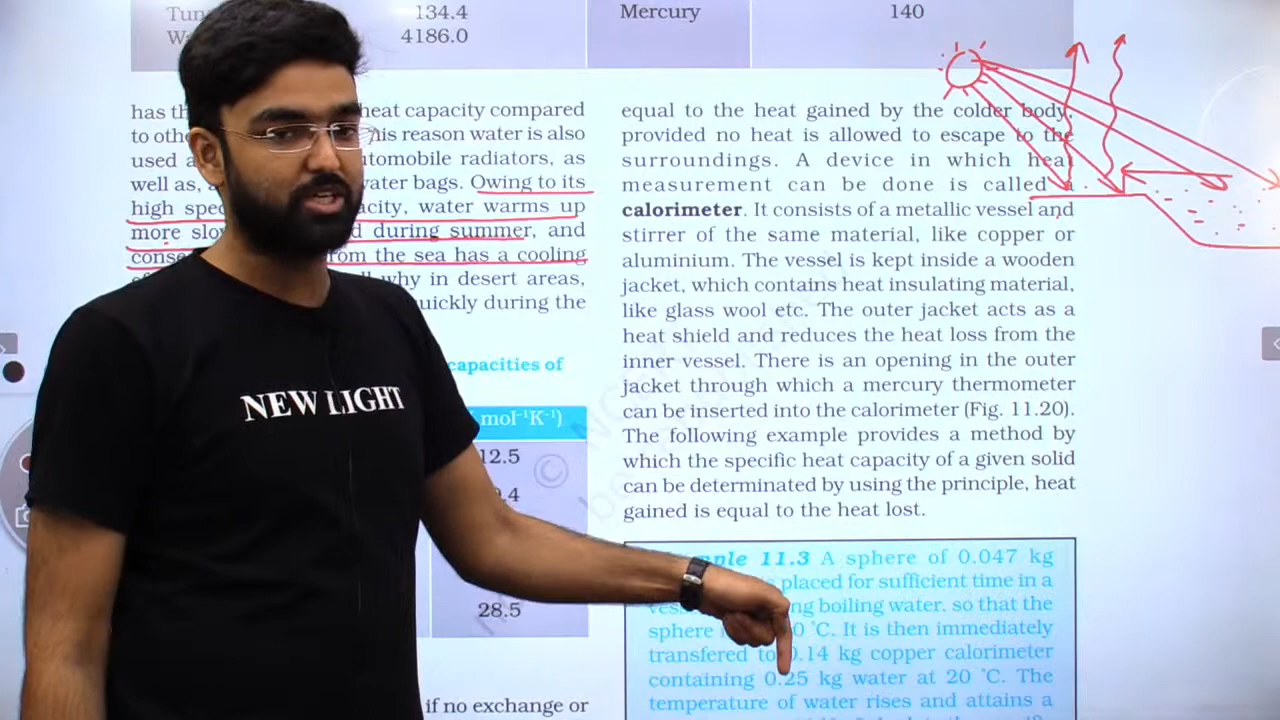 134.4
4186.0
Mercury
140
heat capacity compared
to his reason water is also
used utomobile radiators, as
well as, water bags. Owing to its
high acity, water warms up
more d during summer, and
from the sea has a cooling
why in desert areas,
uickly during the
capacities of
mol⁻¹K⁻¹)
12.5
.4
28.5
if no exchange or
equal to the heat gained by the colder body,
provided no heat is allowed to escape to the
surroundings. A device in which heat
measurement can be done is called a
calorimeter. It consists of a metallic vessel and
stirrer of the same material, like copper or
aluminium. The vessel is kept inside a wooden
jacket, which contains heat insulating material,
like glass wool etc. The outer jacket acts as a
heat shield and reduces the heat loss from the
inner vessel. There is an opening in the outer
jacket through which a mercury thermometer
can be inserted into the calorimeter (Fig. 11.20).
The following example provides a method by
which the specific heat capacity of a given solid
can be determined by using the principle, heat
gained is equal to the heat lost.
mple 11.3 A sphere of 0.047 kg
placed for sufficient time in a
ng boiling water, so that the
sphere 0 °C. It is then immediately
transfered to 0.14 kg copper calorimeter
containing 0.25 kg water at 20 °C. The
temperature of water rises and attains a
NEW LIGHT